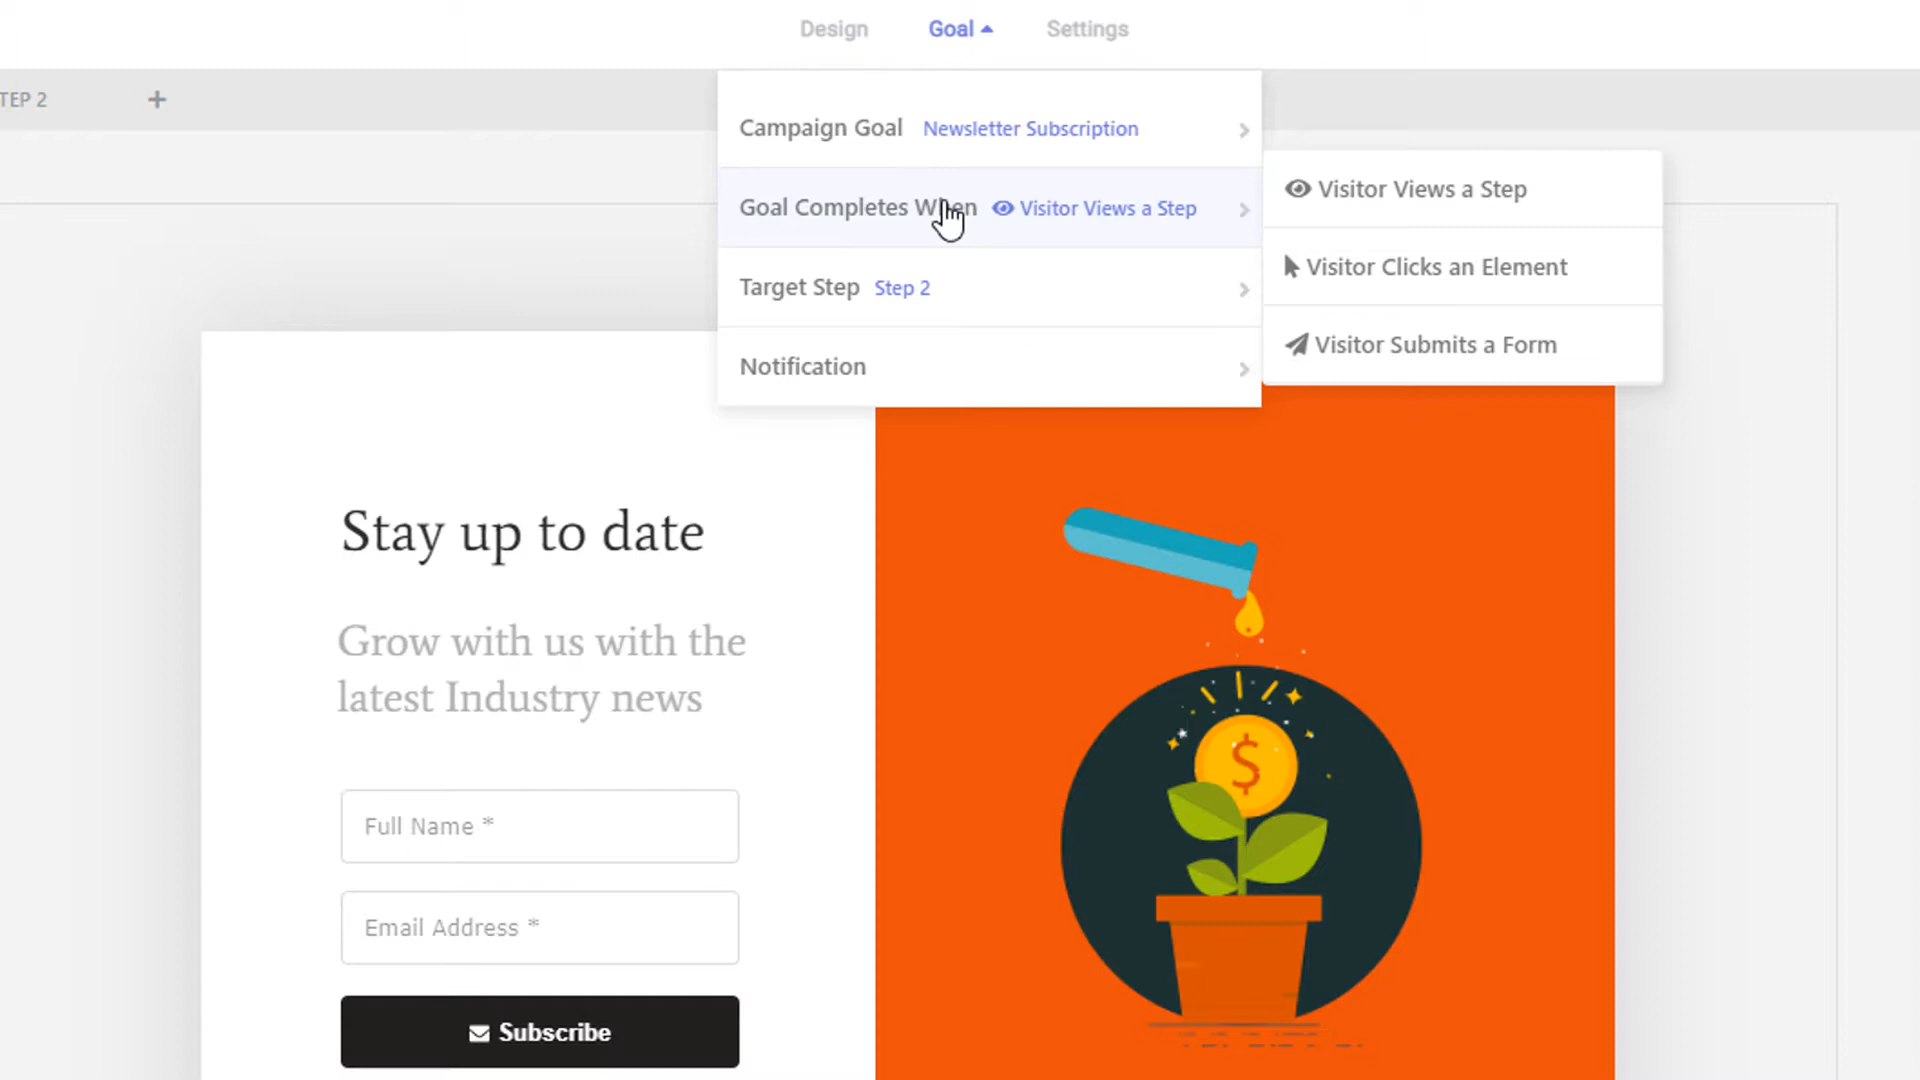 Design Goal Settings
TEP 2 +
Campaign Goal Newsletter Subscription
Goal Completes When Visitor Views a Step
Target Step Step 2
Notification
Visitor Views a Step
Visitor Clicks an Element
Visitor Submits a Form
Stay up to date
Grow with us with the
latest Industry news
Full Name *
Email Address *
Subscribe
$